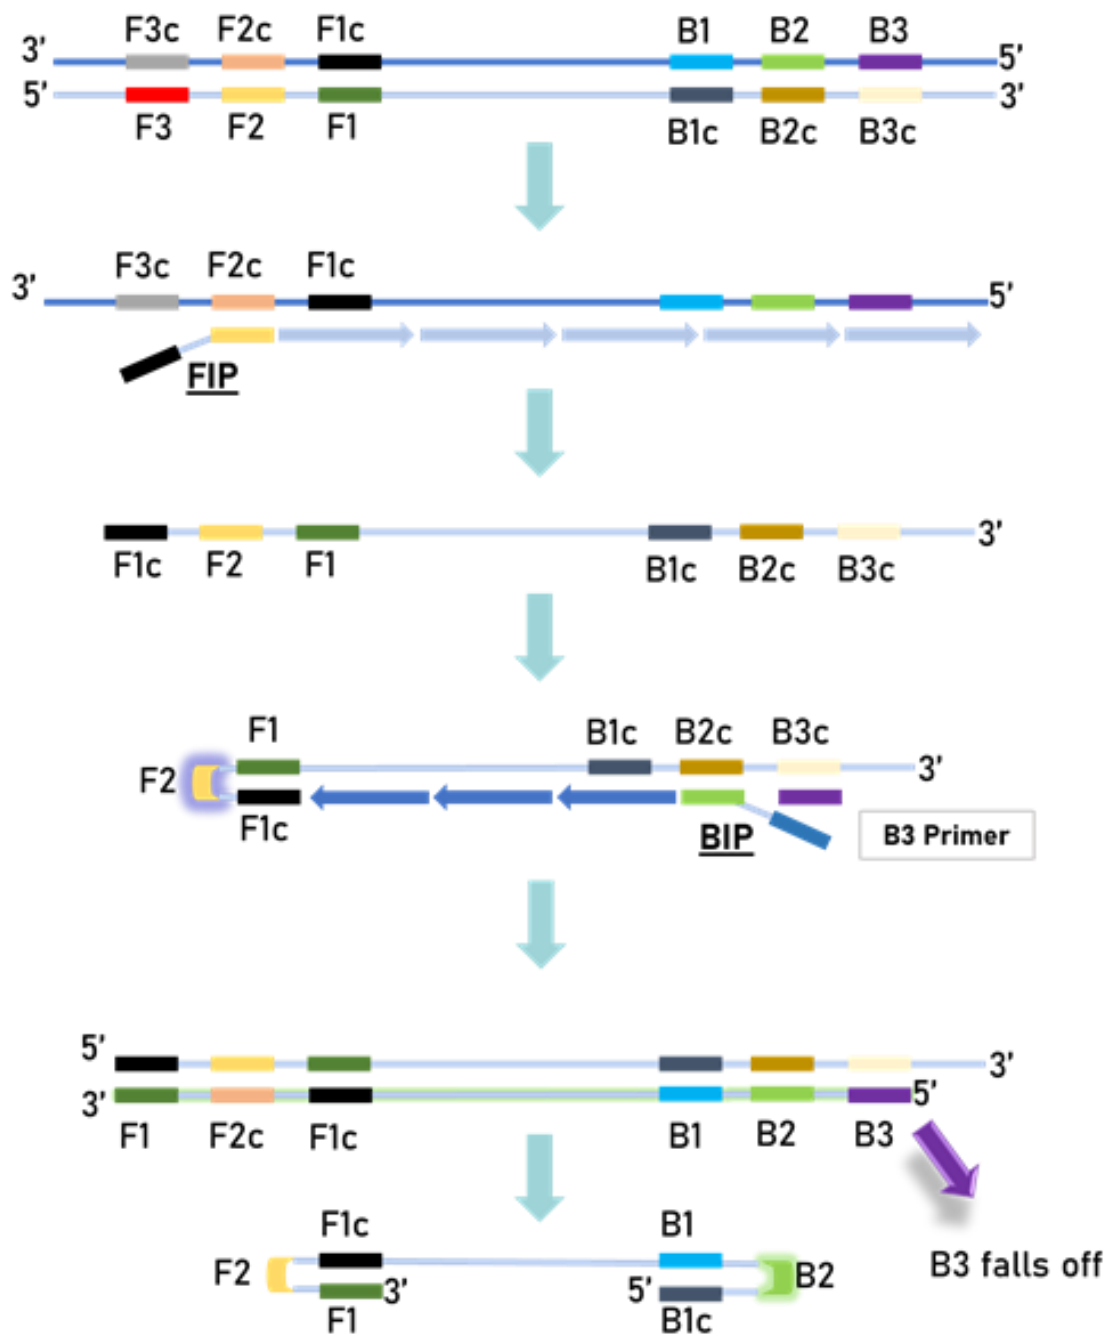 F3c F2c F1c B1 B2 B3
3' 5'
5' 3'
F3 F2 F1 B1c B2c B3c
F3c F2c F1c
3' 5'
FIP
3'
F1c F2 F1 B1c B2c B3c
F1 B1c B2c B3c
F2 3'
F1c BIP B3 Primer
5' 3'
3' 5'
F1 F2c F1c B1 B2 B3
F1c B1
F2 B2 B3 falls off
3' 5'
F1 B1c